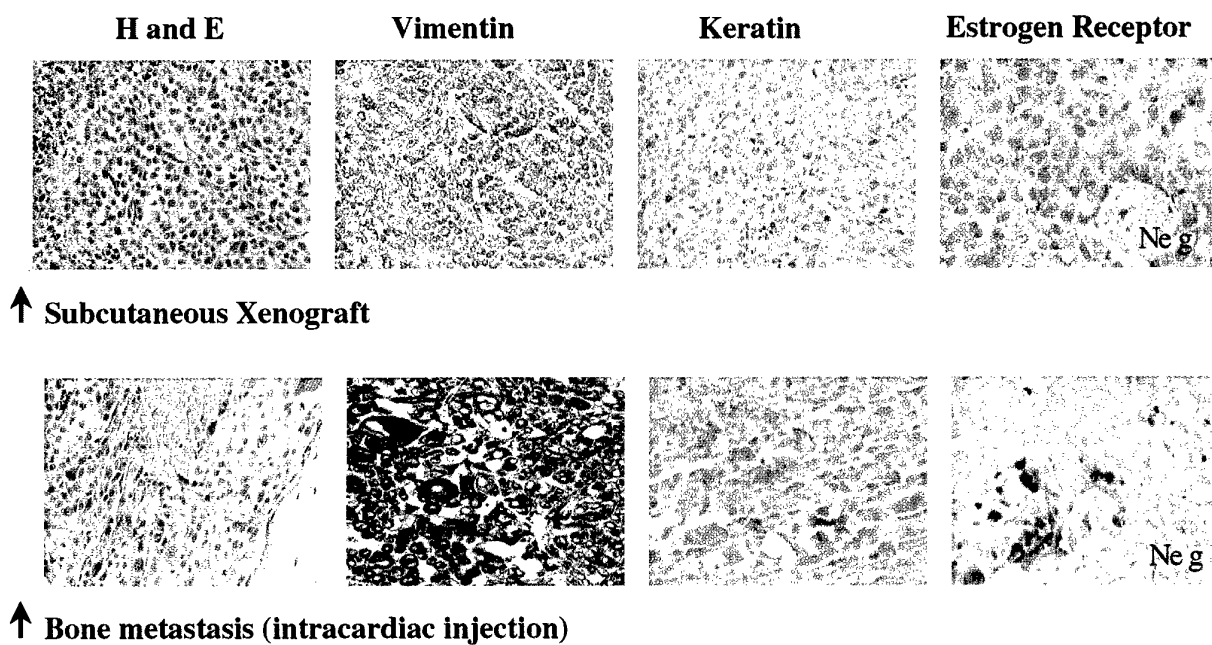 H and E Vimentin Keratin Estrogen Receptor
Ne g
↑ Subcutaneous Xenograft
Ne g
↑ Bone metastasis (intracardiac injection)